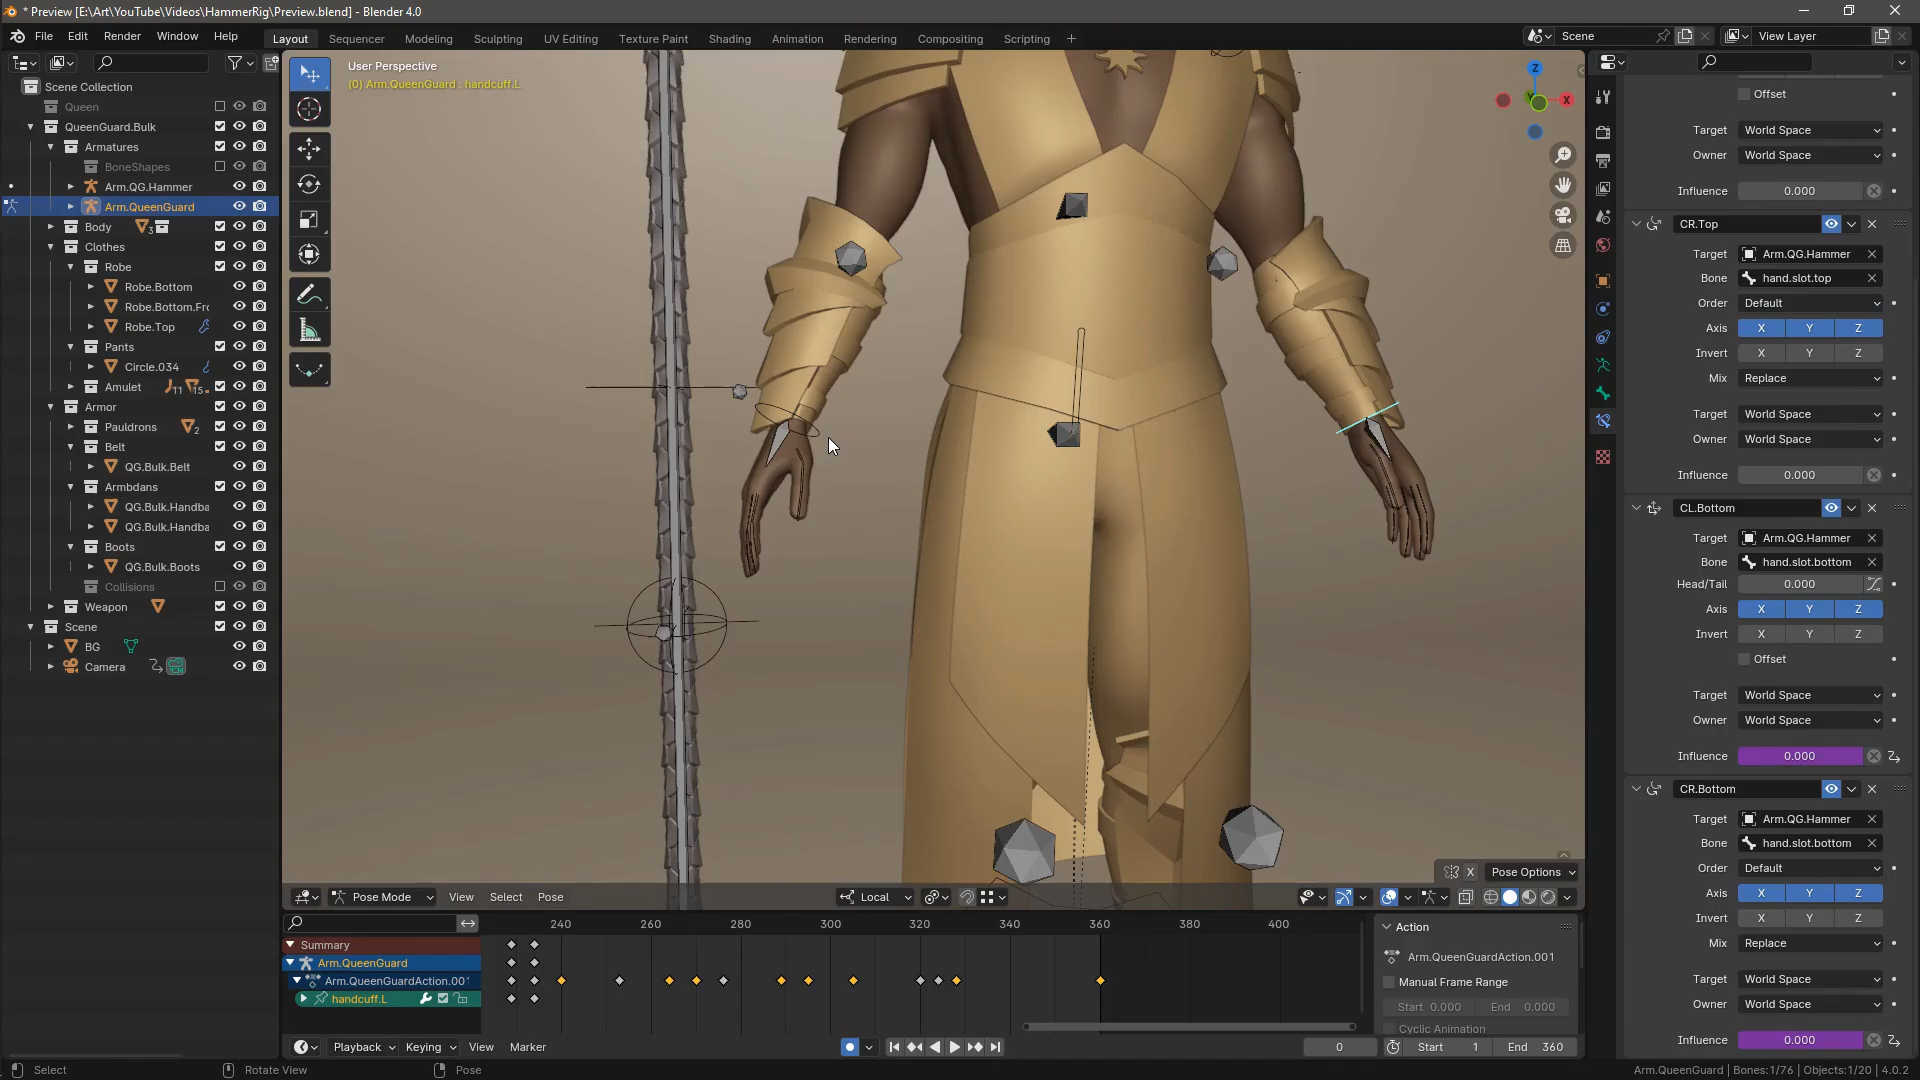 * Preview [E:\Art\YouTube\Videos\HammerRig\Preview.blend] - Blender 4.0
File Edit Render Window Help
Layout Sequencer Modeling Sculpting UV Editing Texture Paint Shading Animation Rendering Compositing Scripting +
Scene
View Layer
Scene Collection
Queen
QueenGuard.Bulk
Armatures
BoneShapes
Arm.QG.Hammer
Arm.QueenGuard
Body 3
Clothes
Robe
Robe.Bottom
Robe.Bottom.Fr
Robe.Top
Pants
Circle.034
Amulet 11 15
Armor
Pauldrons 2
Belt
QG.Bulk.Belt
Armbdans
QG.Bulk.Handba
QG.Bulk.Handba
Boots
QG.Bulk.Boots
Collisions
Weapon
Scene
BG
Camera
User Perspective
(0) Arm.QueenGuard : handcuff.L
Z
X
Y
X
Pose Options
Pose Mode View Select Pose
Local
Offset
Target World Space
Owner World Space
Influence 0.000
CR.Top
Target Arm.QG.Hammer
Bone hand.slot.top
Order Default
Axis X Y Z
Invert X Y Z
Mix Replace
Target World Space
Owner World Space
Influence 0.000
CL.Bottom
Target Arm.QG.Hammer
Bone hand.slot.bottom
Head/Tail 0.000
Axis X Y Z
Invert X Y Z
Offset
Target World Space
Owner World Space
Influence 0.000
CR.Bottom
Target Arm.QG.Hammer
Bone hand.slot.bottom
Order Default
Axis X Y Z
Invert X Y Z
Mix Replace
Target World Space
Owner World Space
Influence 0.000
240 260 280 300 320 340 360 380 400
Summary
Arm.QueenGuard
Arm.QueenGuardAction.001
handcuff.L
Action
Arm.QueenGuardAction.001
Manual Frame Range
Start 0.000 End 0.000
Cyclic Animation
Playback Keying View Marker
0
Start 1 End 360
Select Rotate View Pose
Arm.QueenGuard | Bones:1/76 | Objects:1/20 | 4.0.2